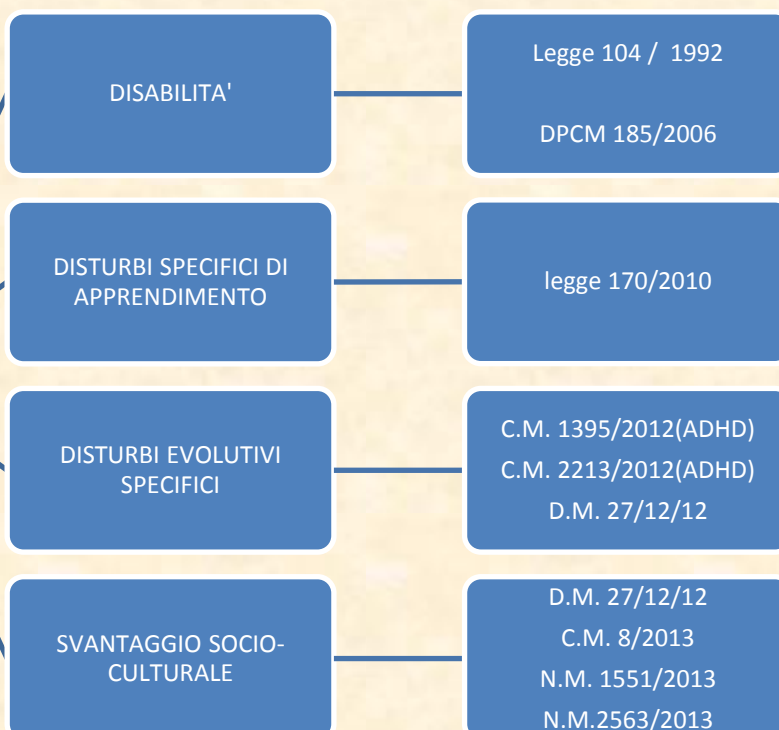 DISABILITA'
Legge 104 / 1992
DPCM 185/2006
DISTURBI SPECIFICI DI
APPRENDIMENTO
legge 170/2010
DISTURBI EVOLUTIVI
SPECIFICI
C.M. 1395/2012(ADHD)
C.M. 2213/2012(ADHD)
D.M. 27/12/12
SVANTAGGIO SOCIO-
CULTURALE
D.M. 27/12/12
C.M. 8/2013
N.M. 1551/2013
N.M.2563/2013